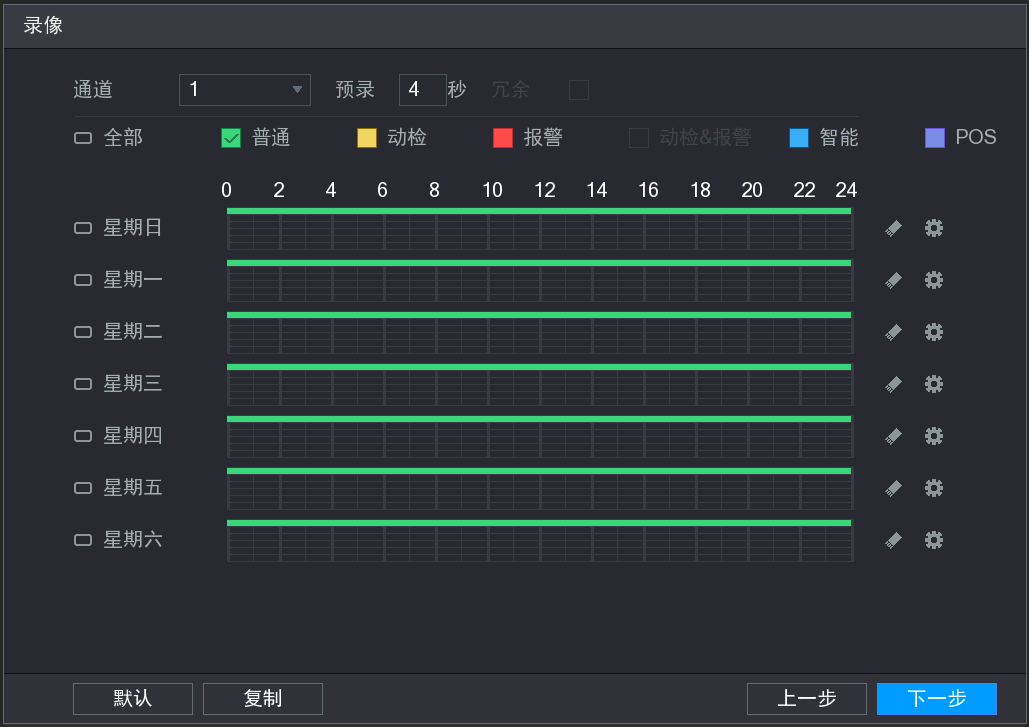 录像
通道 1 预录 4 秒 冗余
全部 普通 动检 报警 动检&报警 智能 POS
0 2 4 6 8 10 12 14 16 18 20 22 24
星期日
星期一
星期二
星期三
星期四
星期五
星期六
默认 复制 上一步 下一步